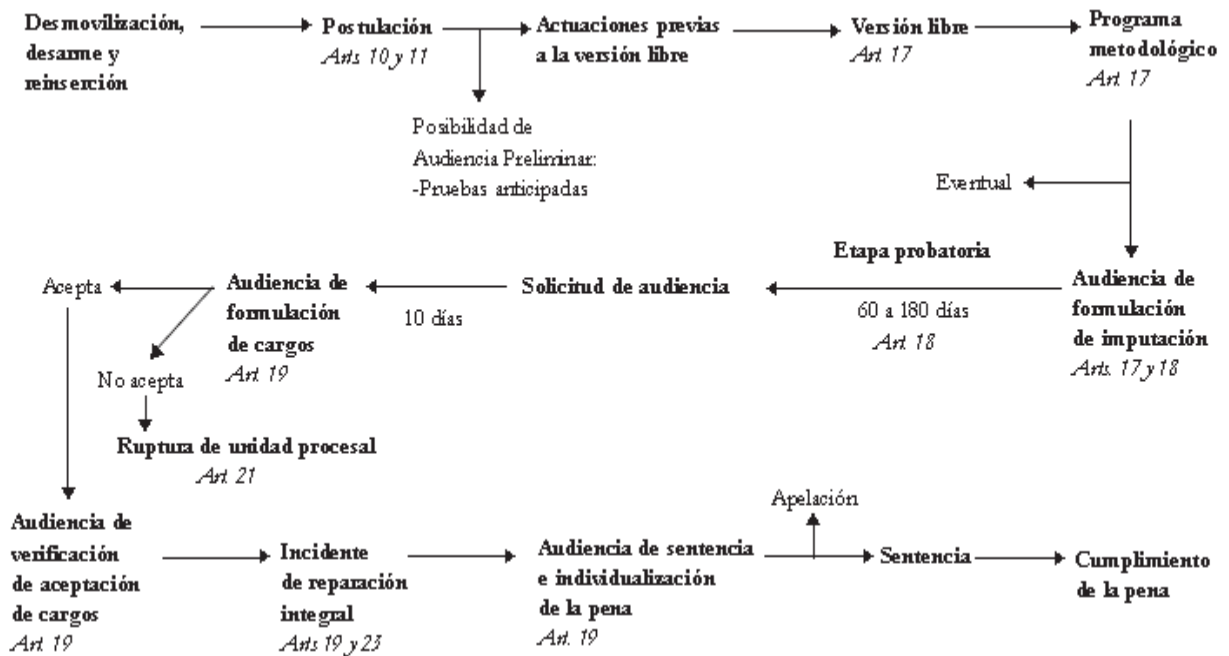 Desmovilización,
desarme y
reinserción
Postulación
Arts. 10 y 11
Actuaciones previas
a la versión libre
Versión libre
Art. 17
Programa
metodológico
Art. 17
Posibilidad de
Audiencia Preliminar:
-Pruebas anticipadas
Eventual
Etapa probatoria
Acepta
Audiencia de
formulación
de cargos
Art. 19
10 días
Solicitud de audiencia
60 a 180 días
Art. 18
Audiencia de
formulación
de imputación
Arts. 17 y 18
No acepta
Ruptura de unidad procesal
Art. 21
Apelación
Audiencia de
verificación
de aceptación
de cargos
Art. 19
Incidente
de reparación
integral
Arts 19 y 23
Audiencia de sentencia
e individualización
de la pena
Art. 19
Sentencia
Cumplimiento
de la pena